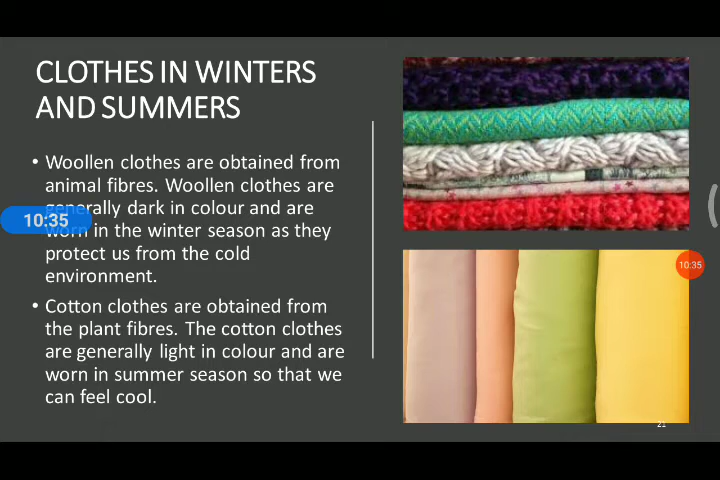 CLOTHES IN WINTERS
AND SUMMERS
• Woollen clothes are obtained from
animal fibres. Woollen clothes are
generally dark in colour and are
worn in the winter season as they
protect us from the cold
environment.
• Cotton clothes are obtained from
the plant fibres. The cotton clothes
are generally light in colour and are
worn in summer season so that we
can feel cool.
10:35
10:35
21